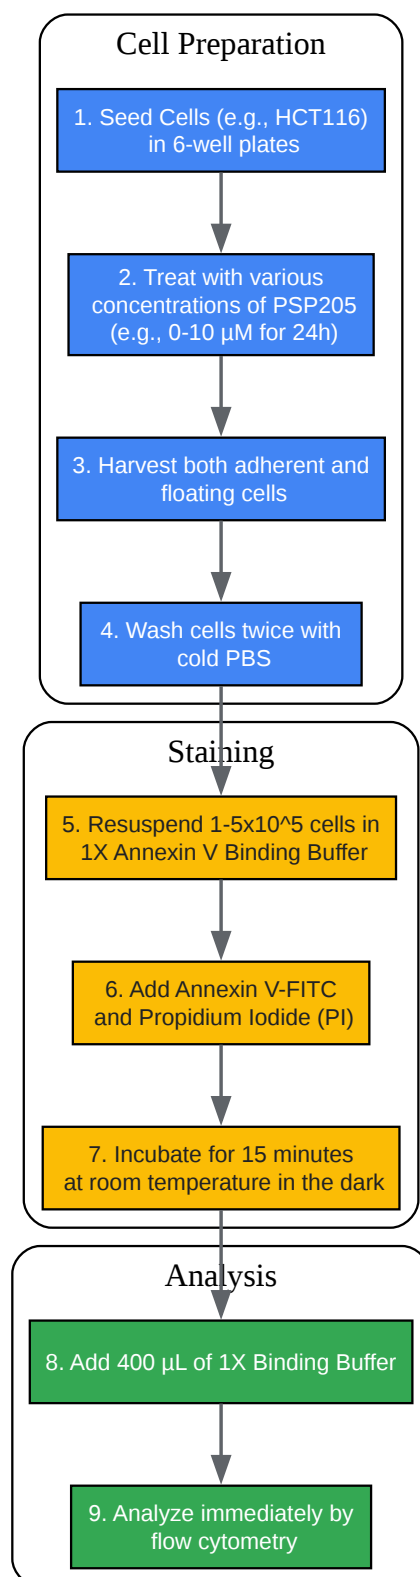 Cell Preparation
1. Seed Cells (e.g., HCT116)
in 6-well plates
2. Treat with various
concentrations of PSP205
(e.g., 0-10 µM for 24h)
3. Harvest both adherent and
floating cells
4. Wash cells twice with
cold PBS
Staining
5. Resuspend 1-5x10^5 cells in
1X Annexin V Binding Buffer
6. Add Annexin V-FITC
and Propidium Iodide (PI)
7. Incubate for 15 minutes
at room temperature in the dark
Analysis
8. Add 400 µL of 1X Binding Buffer
9. Analyze immediately by
flow cytometry